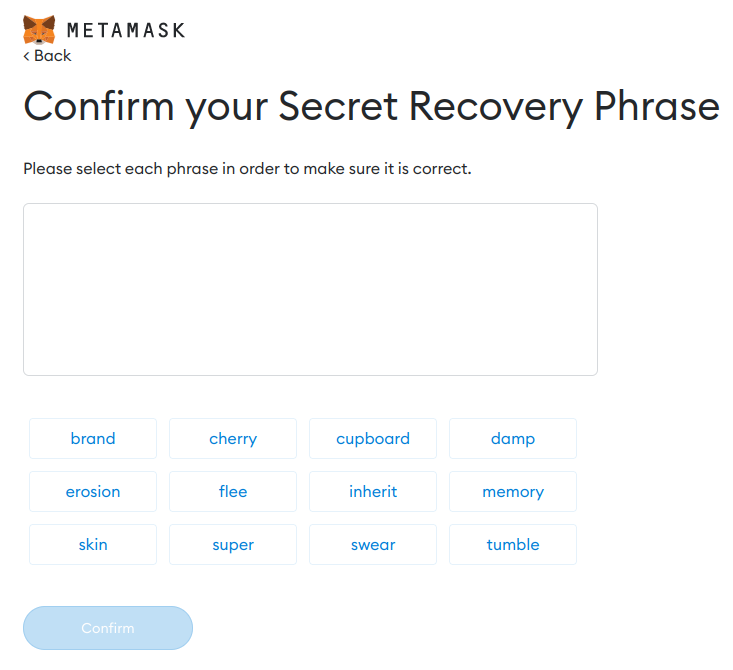 METAMASK
< Back
Confirm your Secret Recovery Phrase
Please select each phrase in order to make sure it is correct.
brand cherry cupboard damp
erosion flee inherit memory
skin super swear tumble
Confirm